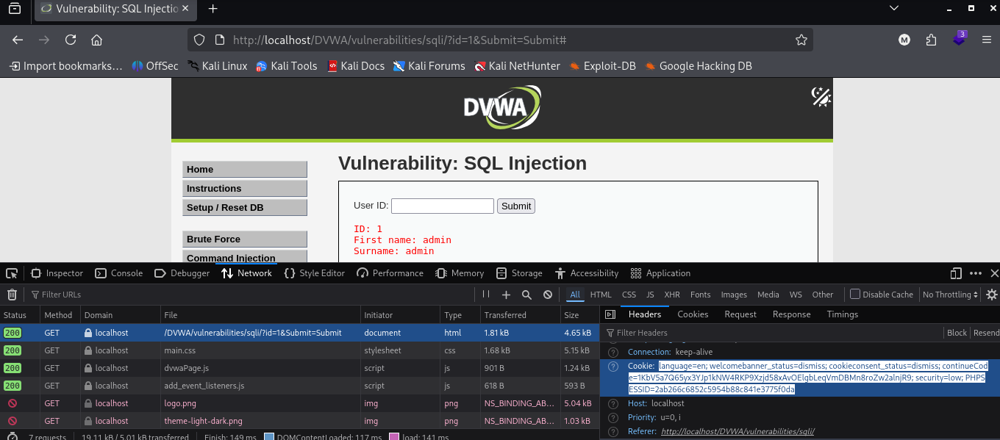 Vulnerability: SQL Injectio
http://localhost/DVWA/vulnerabilities/sqli/?id=1&Submit=Submit#
M
3
Import bookmarks… OffSec Kali Linux Kali Tools Kali Docs Kali Forums Kali NetHunter Exploit-DB Google Hacking DB
DVWA
Vulnerability: SQL Injection
Home
Instructions
Setup / Reset DB
Brute Force
Command Injection
User ID: Submit
ID: 1
First name: admin
Surname: admin
Inspector Console Debugger Network Style Editor Performance Memory Storage Accessibility Application
Filter URLs All HTML CSS JS XHR Fonts Images Media WS Other Disable Cache No Throttling
Status Method Domain File Initiator Type Transferred Size
200 GET localhost /DVWA/vulnerabilities/sqli/?id=1&Submit=Submit document html 1.81 kB 4.65 kB
200 GET localhost main.css stylesheet css 1.68 kB 5.15 kB
200 GET localhost dvwaPage.js script js 901 B 1.24 kB
200 GET localhost add_event_listeners.js script js 618 B 593 B
GET localhost logo.png img png NS_BINDING_AB… 5.04 kB
GET localhost theme-light-dark.png img png NS_BINDING_AB… 1.03 kB
7 requests 19.11 kB / 5.01 kB transferred Finish: 149 ms DOMContentLoaded: 117 ms load: 141 ms
Headers Cookies Request Response Timings
Filter Headers Block Resend
Connection: keep-alive
Cookie: language=en; welcomebanner_status=dismiss; cookieconsent_status=dismiss; continueCod
e=1KbV5a7Q65yx3YJp1kNW4RKP9Xzjd58xAvOElgbLeqVmDBMn8roZw2alnjR9; security=low; PHPS
ESSID=2ab266c6852c5954b88c841e3775f0da
Host: localhost
Priority: u=0, i
Referer: http://localhost/DVWA/vulnerabilities/sqli/